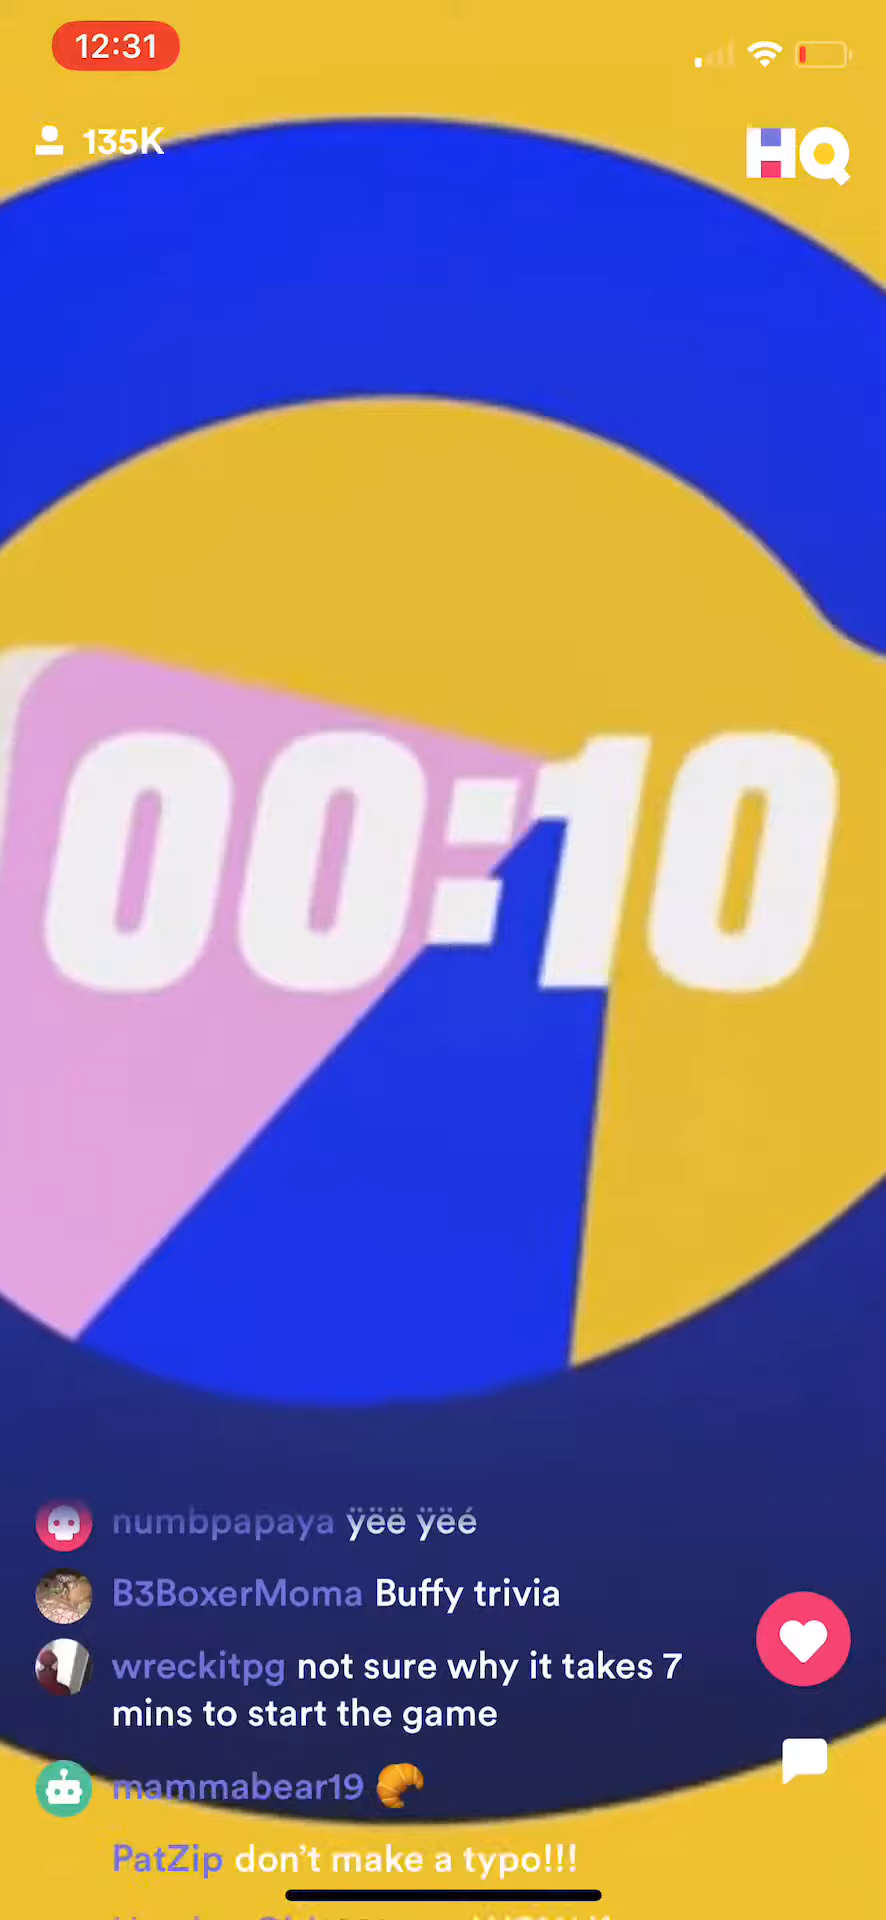 12:31
135K
HQ
00:10
numbpapaya ÿëë ÿëé
B3BoxerMoma Buffy trivia
wreckitpg not sure why it takes 7
mins to start the game
mammabear19 🥐
PatZip don't make a typo!!!